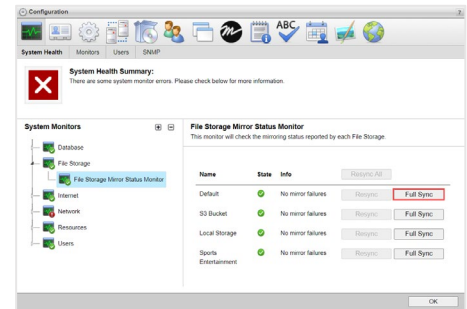 Configuration
ABC
System Health Monitors Users SNMP
System Health Summary:
There are some system monitor errors. Please check below for more information.
System Monitors
Database
File Storage
File Storage Mirror Status Monitor
Internet
Network
Resources
Users
File Storage Mirror Status Monitor
This monitor will check the mirroring status reported by each File Storage.
Name State Info Resync All
Default No mirror failures Resync Full Sync
S3 Bucket No mirror failures Resync Full Sync
Local Storage No mirror failures Resync Full Sync
Sports
Entertainment No mirror failures Resync Full Sync
OK